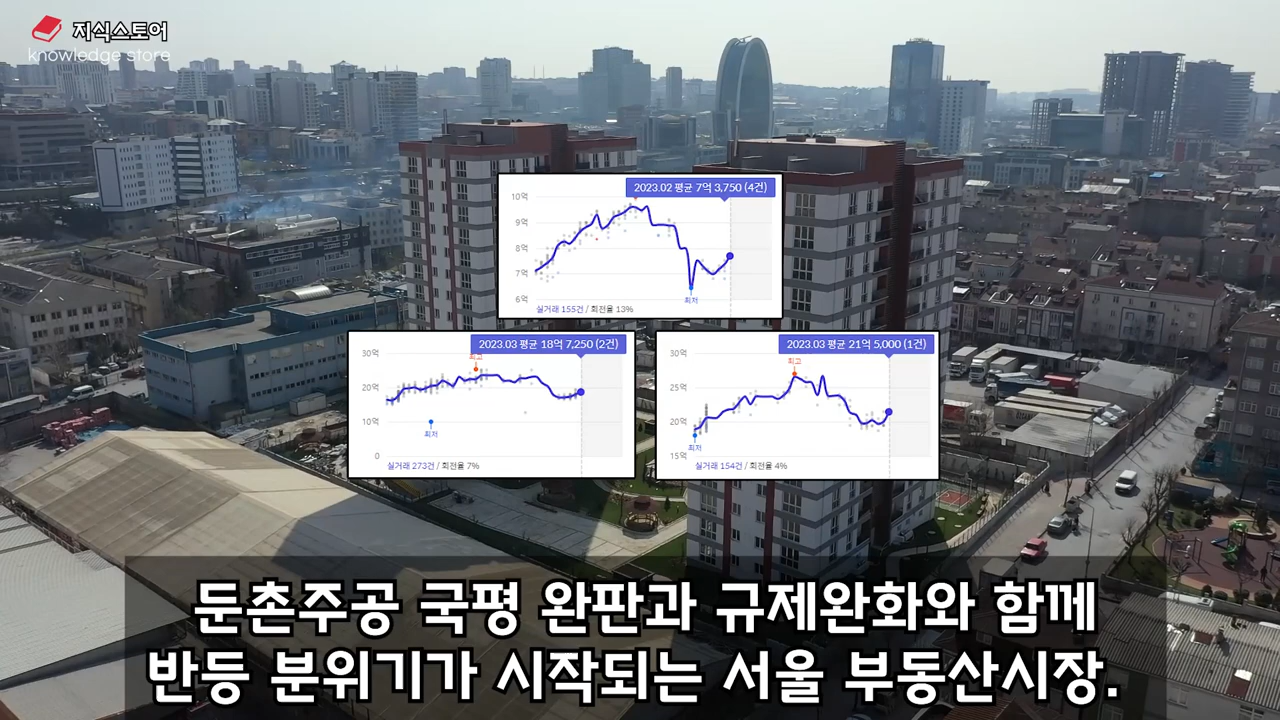 지식스토어
knowledge store
2023.02 평균 7억 3,750 (4건)
10억
9억
8억
7억
6억
최저
실거래 155건 / 회전율 13%
2023.03 평균 18억 7,250 (2건)
30억
최고
20억
10억
최저
0
실거래 273건 / 회전율 7%
2023.03 평균 21억 5,000 (1건)
30억
최고
25억
20억
최저
15억
실거래 154건 / 회전율 4%
둔촌주공 국평 완판과 규제완화와 함께
반등 분위기가 시작되는 서울 부동산시장.